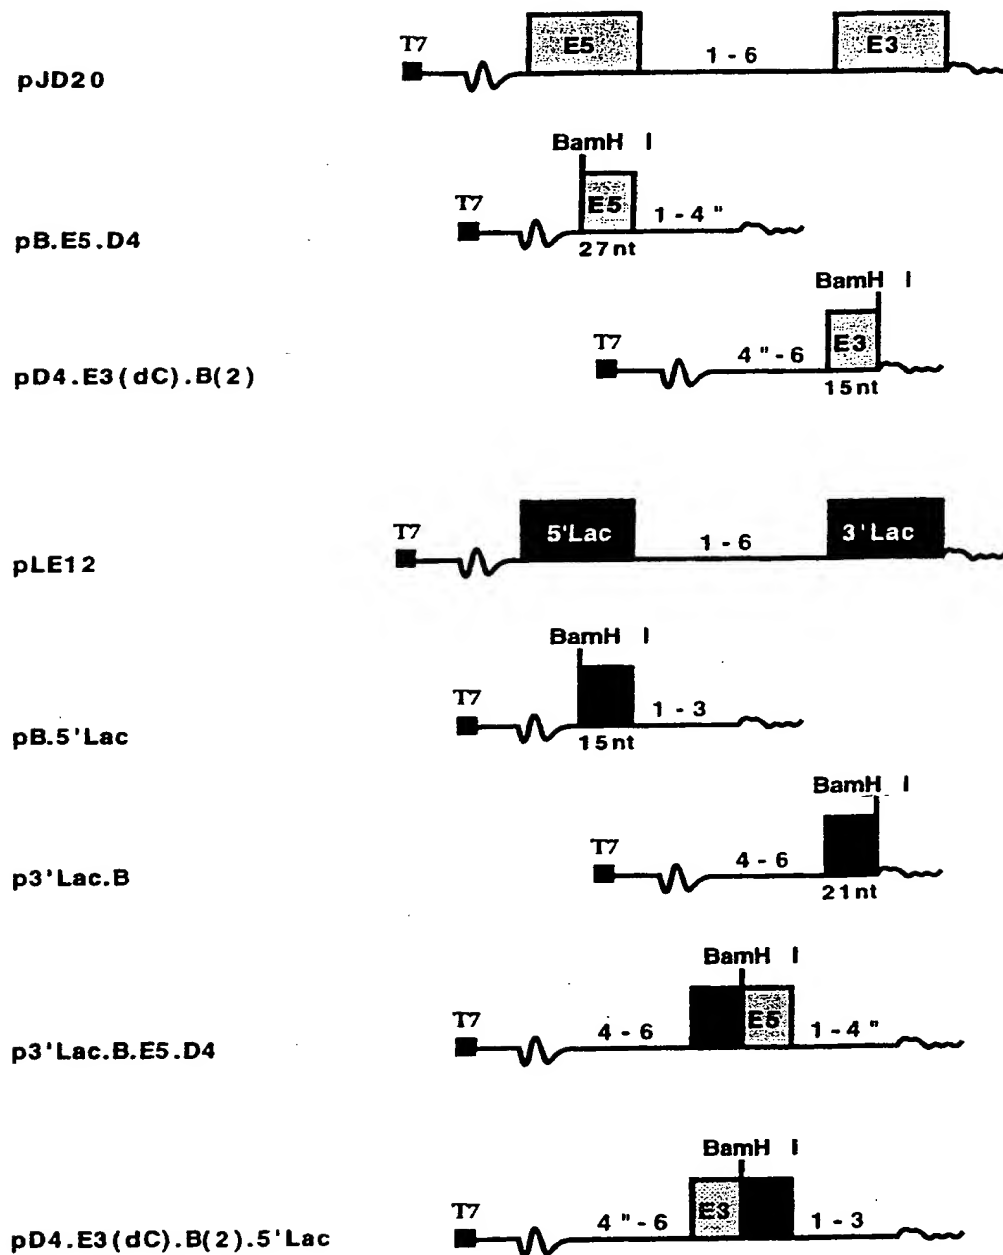 T7
E5
1 - 6
E3
pJD20
BamH I
T7
E5
1 - 4 "
pB.E5.D4
27nt
BamH I
T7
4 " - 6
E3
pD4.E3(dC).B(2)
15nt
T7
5'Lac
1 - 6
3'Lac
pLE12
BamH I
T7
1 - 3
pB.5'Lac
15nt
BamH I
T7
4 - 6
p3'Lac.B
21nt
BamH I
T7
4 - 6
E5
1 - 4 "
p3'Lac.B.E5.D4
BamH I
T7
4 " - 6
E3
1 - 3
pD4.E3(dC).B(2).5'Lac